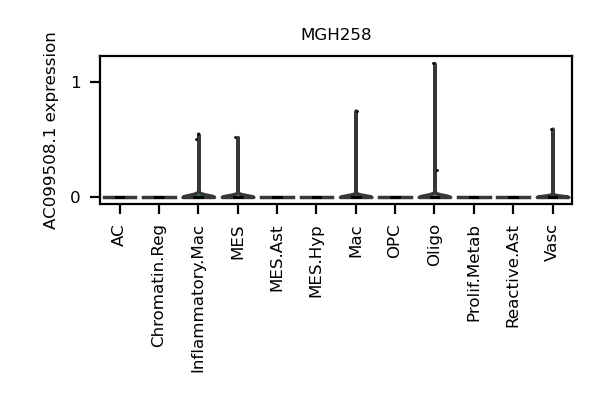 MGH258
AC099508.1 expression
1
0
AC
Chromatin.Reg
Inflammatory.Mac
MES
MES.Ast
MES.Hyp
Mac
OPC
Oligo
Prolif.Metab
Reactive.Ast
Vasc